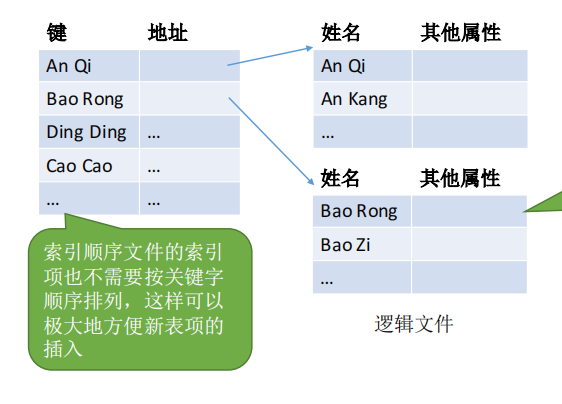 键 地址
An Qi
Bao Rong
Ding Ding …
Cao Cao …
… …
索引顺序文件的索引
项也不需要按关键字
顺序排列，这样可以
极大地方便新表项的
插入
姓名 其他属性
An Qi
An Kang
…
姓名 其他属性
Bao Rong
Bao Zi
…
逻辑文件